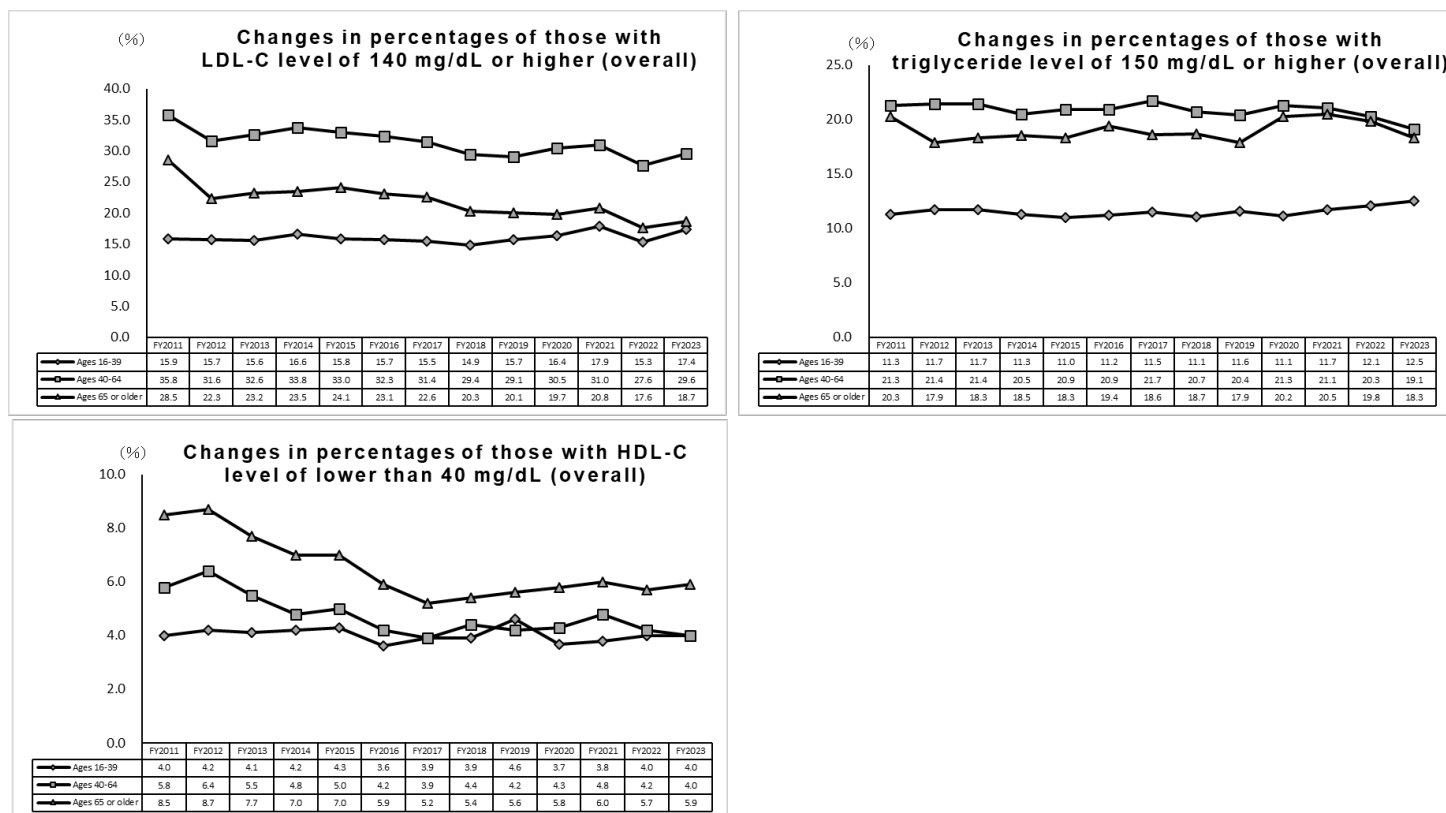 (%)
Changes in percentages of those with
LDL-C level of 140 mg/dL or higher (overall)
40.0
35.0
30.0
25.0
20.0
15.0
10.0
5.0
0.0
FY2011 FY2012 FY2013 FY2014 FY2015 FY2016 FY2017 FY2018 FY2019 FY2020 FY2021 FY2022 FY2023
Ages 16-39 15.9 15.7 15.6 16.6 15.8 15.7 15.5 14.9 15.7 16.4 17.9 15.3 17.4
Ages 40-64 35.8 31.6 32.6 33.8 33.0 32.3 31.4 29.4 29.1 30.5 31.0 27.6 29.6
Ages 65 or older 28.5 22.3 23.2 23.5 24.1 23.1 22.6 20.3 20.1 19.7 20.8 17.6 18.7
(%)
Changes in percentages of those with
triglyceride level of 150 mg/dL or higher (overall)
25.0
20.0
15.0
10.0
5.0
0.0
FY2011 FY2012 FY2013 FY2014 FY2015 FY2016 FY2017 FY2018 FY2019 FY2020 FY2021 FY2022 FY2023
Ages 16-39 11.3 11.7 11.7 11.3 11.0 11.2 11.5 11.1 11.6 11.1 11.7 12.1 12.5
Ages 40-64 21.3 21.4 21.4 20.5 20.9 20.9 21.7 20.7 20.4 21.3 21.1 20.3 19.1
Ages 65 or older 20.3 17.9 18.3 18.5 18.3 19.4 18.6 18.7 17.9 20.2 20.5 19.8 18.3
(%)
Changes in percentages of those with HDL-C
level of lower than 40 mg/dL (overall)
10.0
8.0
6.0
4.0
2.0
0.0
FY2011 FY2012 FY2013 FY2014 FY2015 FY2016 FY2017 FY2018 FY2019 FY2020 FY2021 FY2022 FY2023
Ages 16-39 4.0 4.2 4.1 4.2 4.3 3.6 3.9 3.9 4.6 3.7 3.8 4.0 4.0
Ages 40-64 5.8 6.4 5.5 4.8 5.0 4.2 3.9 4.4 4.2 4.3 4.8 4.2 4.0
Ages 65 or older 8.5 8.7 7.7 7.0 7.0 5.9 5.2 5.4 5.6 5.8 6.0 5.7 5.9